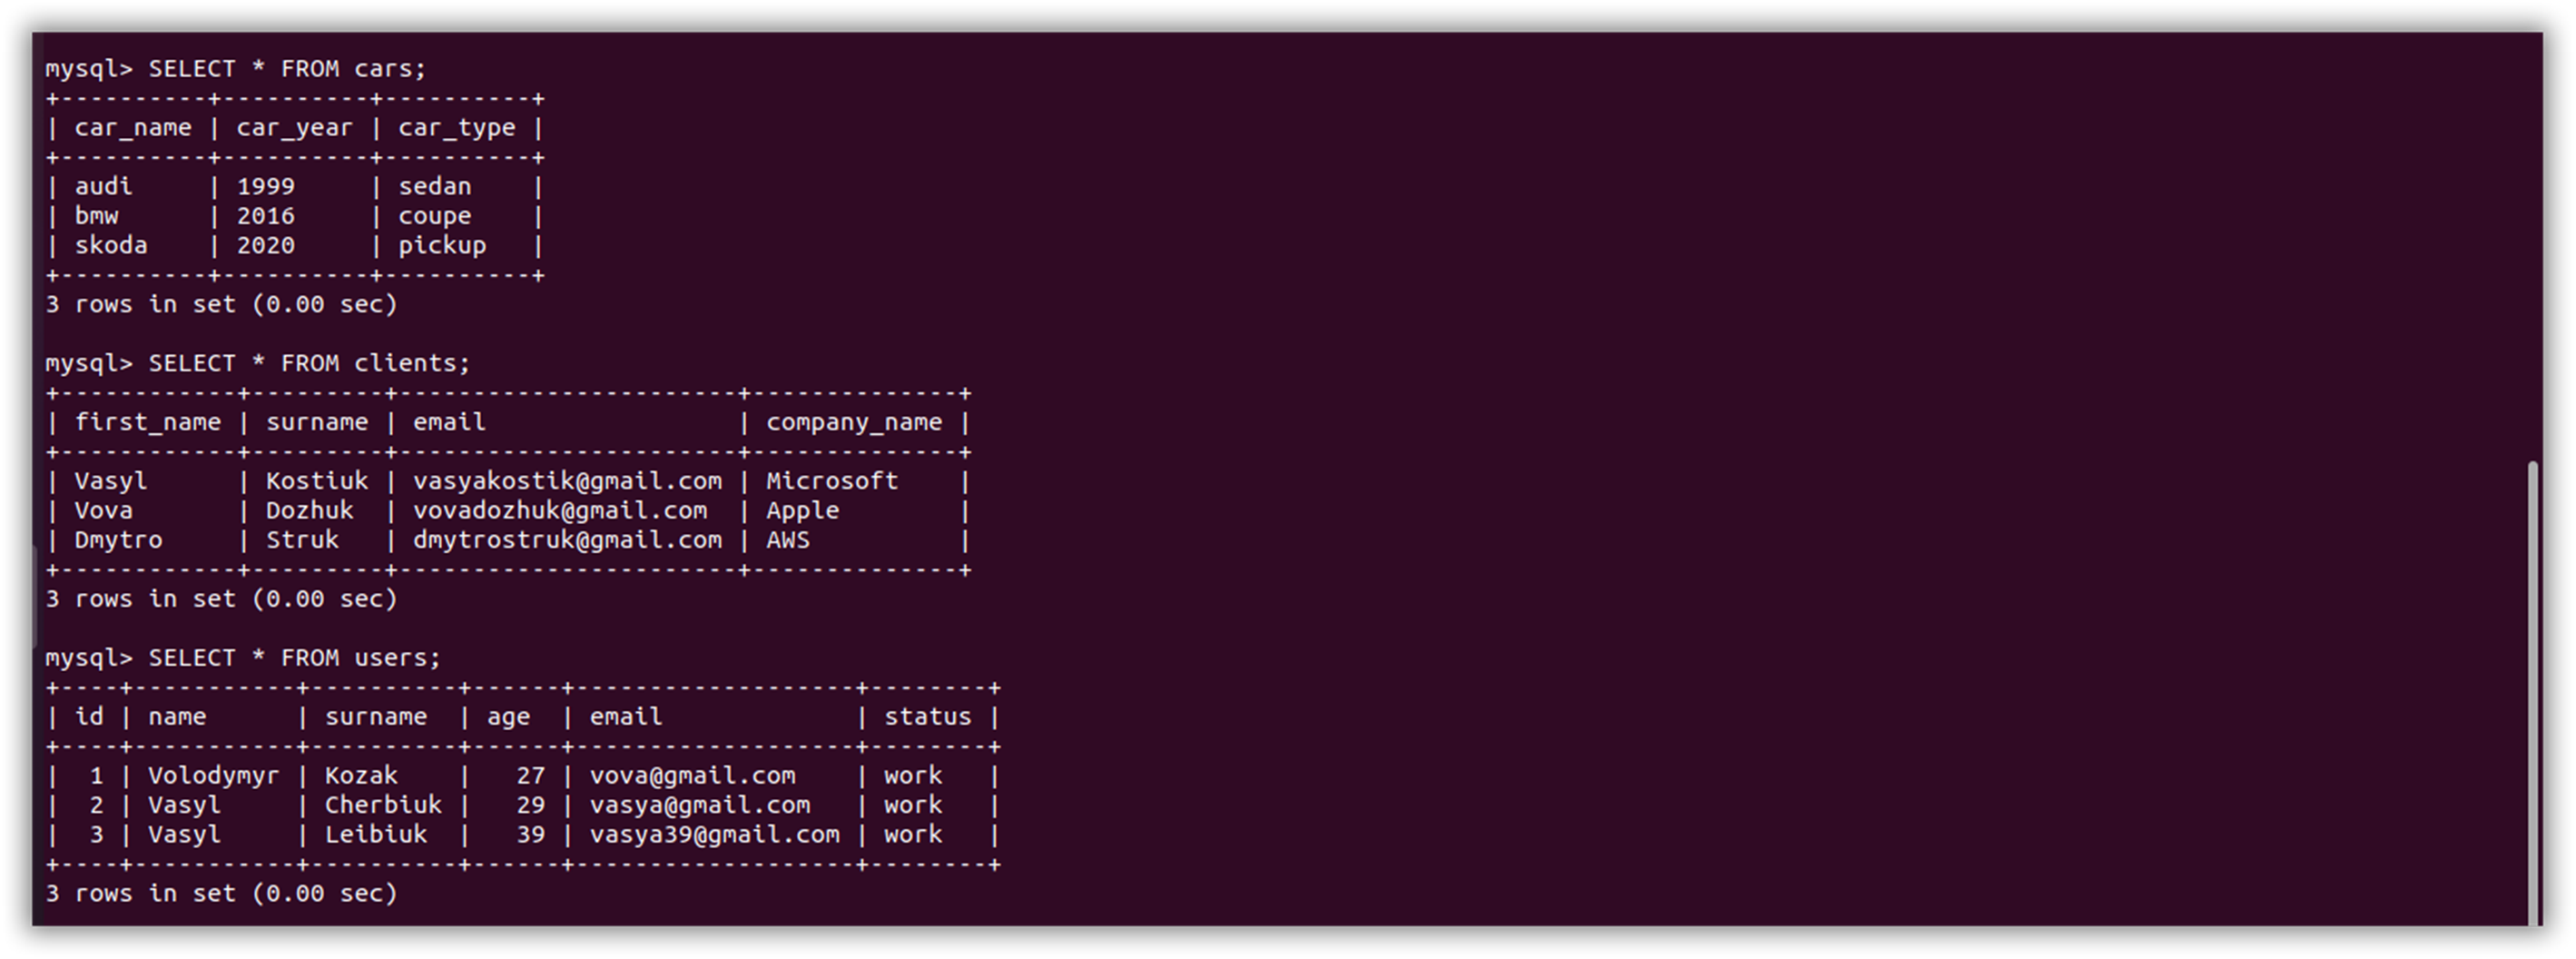 mysql> SELECT * FROM cars;
+----------+----------+----------+
| car_name | car_year | car_type |
+----------+----------+----------+
| audi     | 1999     | sedan    |
| bmw      | 2016     | coupe    |
| skoda    | 2020     | pickup   |
+----------+----------+----------+
3 rows in set (0.00 sec)

mysql> SELECT * FROM clients;
+------------+---------+-----------------------+--------------+
| first_name | surname | email                 | company_name |
+------------+---------+-----------------------+--------------+
| Vasyl      | Kostiuk | vasyakostik@gmail.com | Microsoft    |
| Vova       | Dozhuk  | vovadozhuk@gmail.com  | Apple        |
| Dmytro     | Struk   | dmytrostruk@gmail.com | AWS          |
+------------+---------+-----------------------+--------------+
3 rows in set (0.00 sec)

mysql> SELECT * FROM users;
+----+-----------+----------+------+-------------------+--------+
| id | name      | surname  | age  | email             | status |
+----+-----------+----------+------+-------------------+--------+
|  1 | Volodymyr | Kozak    |   27 | vova@gmail.com    | work   |
|  2 | Vasyl     | Cherbiuk |   29 | vasya@gmail.com   | work   |
|  3 | Vasyl     | Leibiuk  |   39 | vasya39@gmail.com | work   |
+----+-----------+----------+------+-------------------+--------+
3 rows in set (0.00 sec)